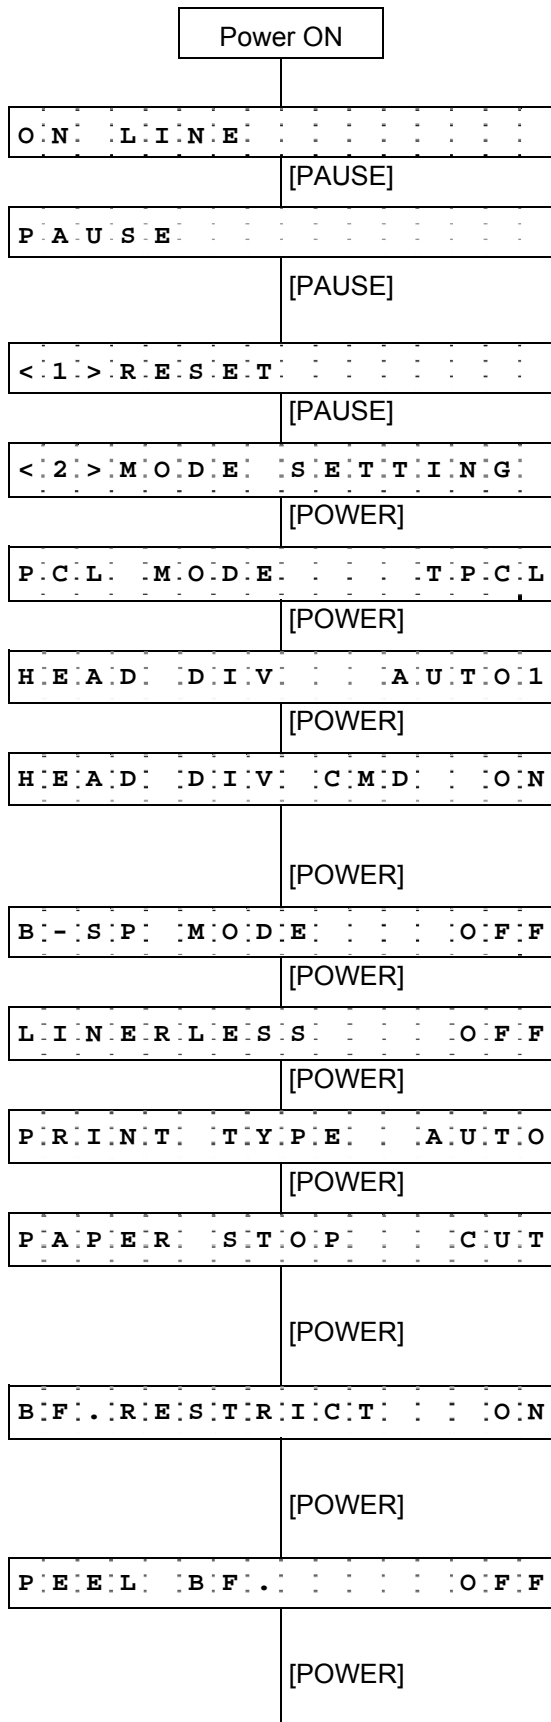 Power ON
ON LINE
[PAUSE]
PAUSE
[PAUSE]
<1>RESET
[PAUSE]
<2>MODE SETTING
[POWER]
PCL MODE    TPCL
[POWER]
HEAD DIV   AUTO1
[POWER]
HEAD DIV CMD  ON
[POWER]
B-SP MODE    OFF
[POWER]
LINERLESS    OFF
[POWER]
PRINT TYPE  AUTO
[POWER]
PAPER STOP   CUT
[POWER]
BF.RESTRICT   ON
[POWER]
PEEL BF.     OFF
[POWER]